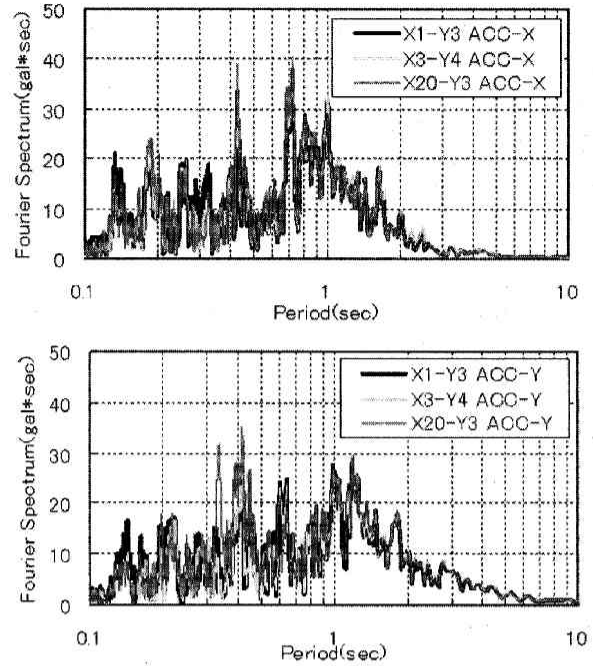 50
40
30
20
10
0
Fourier Spectrum(gal*sec)
X1-Y3 ACC-X
X3-Y4 ACC-X
X20-Y3 ACC-X
0.1
1
10
Period(sec)
50
40
30
20
10
0
Fourier Spectrum(gal*sec)
X1-Y3 ACC-Y
X3-Y4 ACC-Y
X20-Y3 ACC-Y
0.1
1
10
Period(sec)